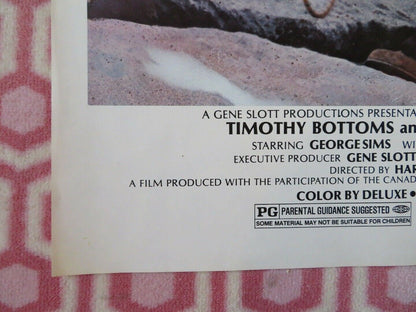 A GENE SLOTT PRODUCTIONS PRESENTA
TIMOTHY BOTTOMS an
STARRING GEORGE SIMS WI
EXECUTIVE PRODUCER GENE SLOTT
DIRECTED BY HAR
A FILM PRODUCED WITH THE PARTICIPATION OF THE CANAD
COLOR BY DELUXE •
PG PARENTAL GUIDANCE SUGGESTED
SOME MATERIAL MAY NOT BE SUITABLE FOR CHILDREN